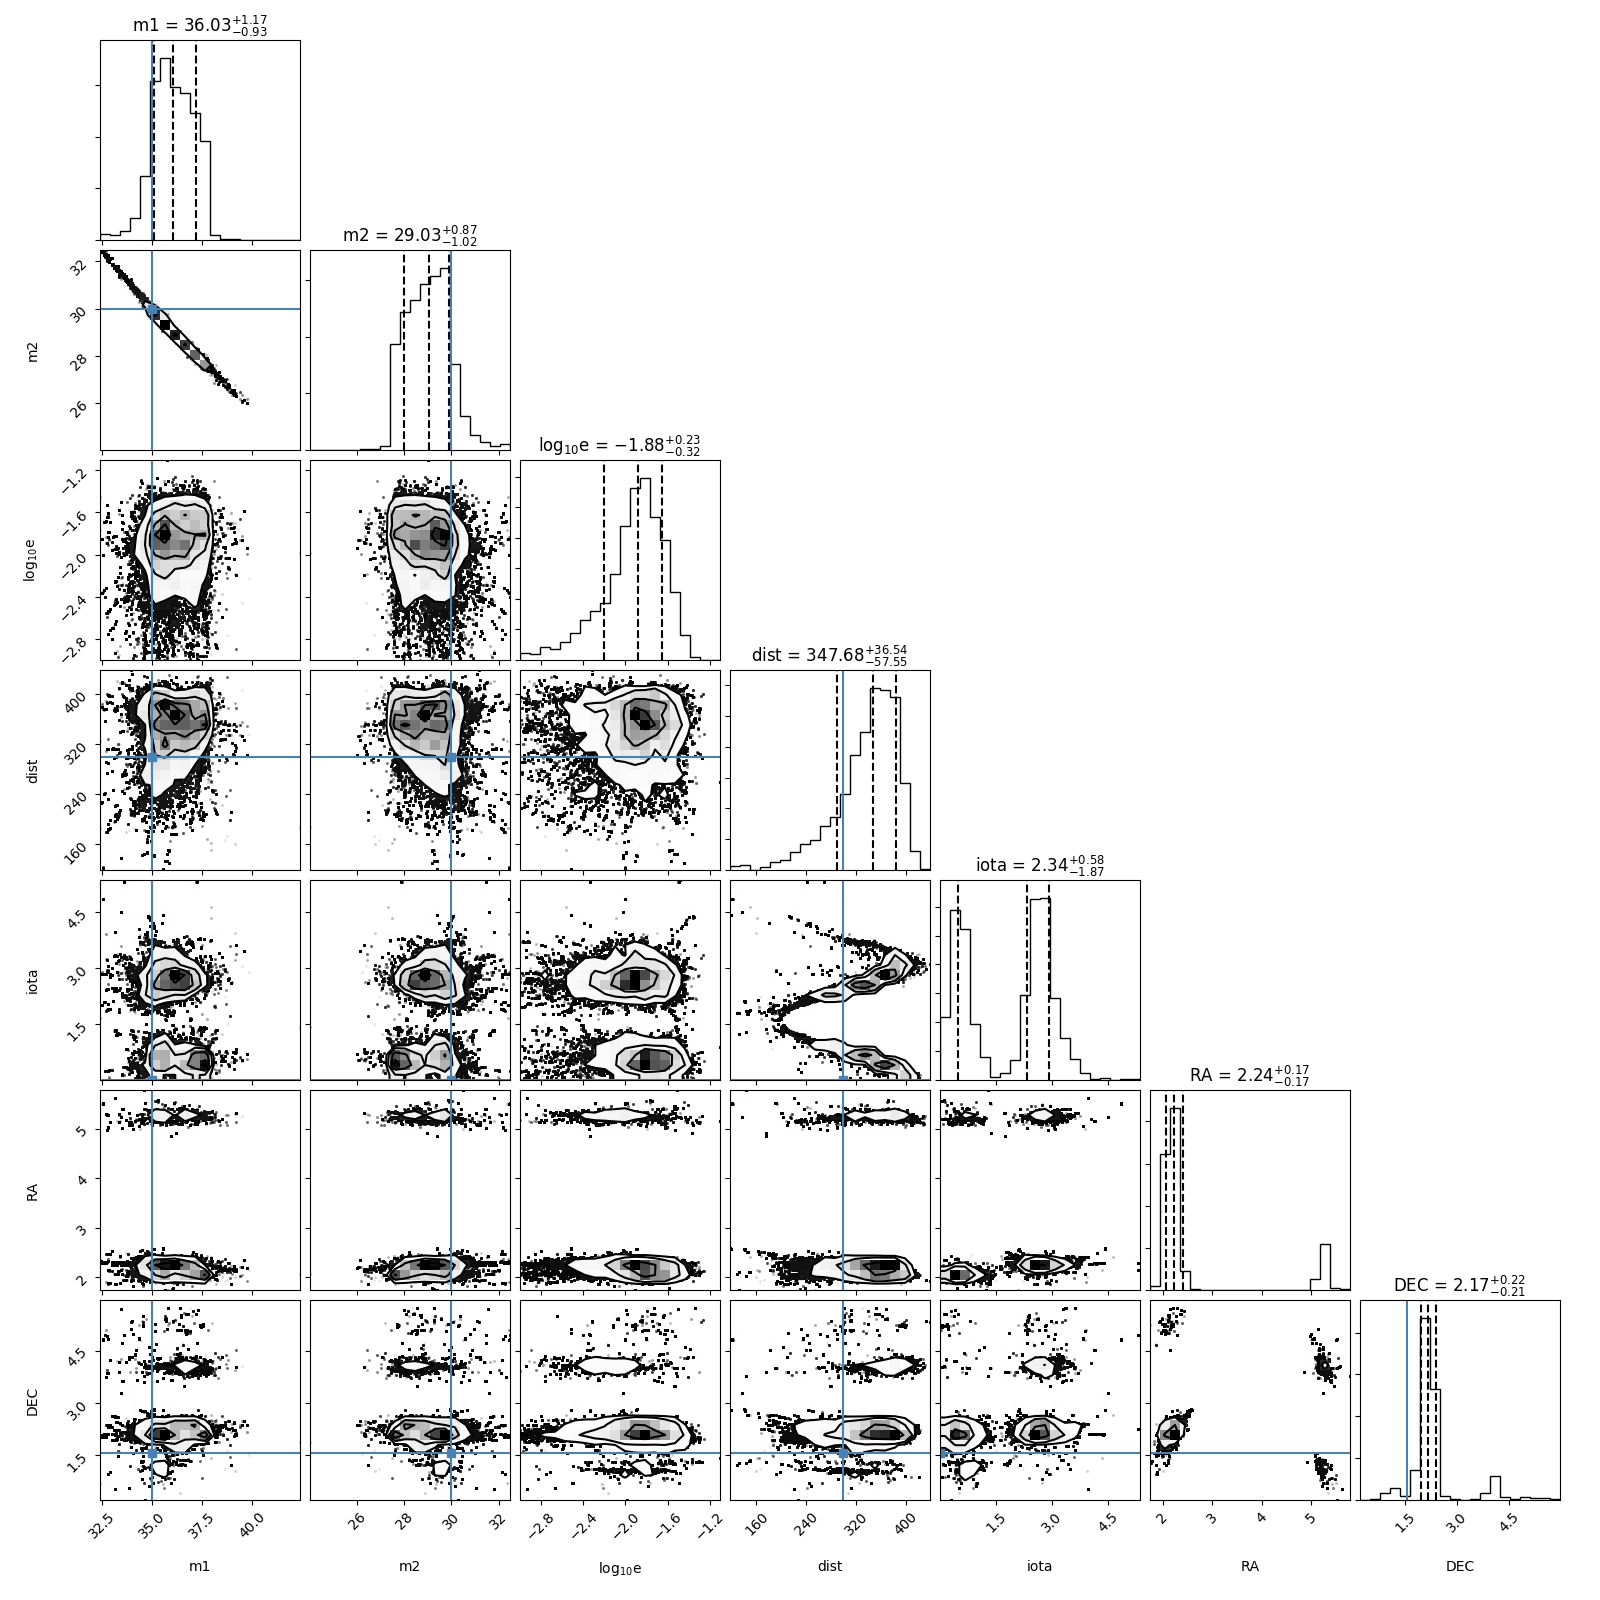 m1 = 36.03+1.17−0.93
m2 = 29.03+0.87−1.02
log10e = −1.88+0.23−0.32
dist = 347.68+36.54−57.55
iota = 2.34+0.58−1.87
RA = 2.24+0.17−0.17
DEC = 2.17+0.22−0.21
m2
32
30
28
26
log10e
−1.2
−1.6
−2.0
−2.4
−2.8
dist
400
320
240
160
iota
4.5
3.0
1.5
RA
5
4
3
2
DEC
4.5
3.0
1.5
32.5 35.0 37.5 40.0 26 28 30 32 −2.8 −2.4 −2.0 −1.6 −1.2 160 240 320 400 1.5 3.0 4.5 2 3 4 5 1.5 3.0 4.5
m1 m2 log10e dist iota RA DEC